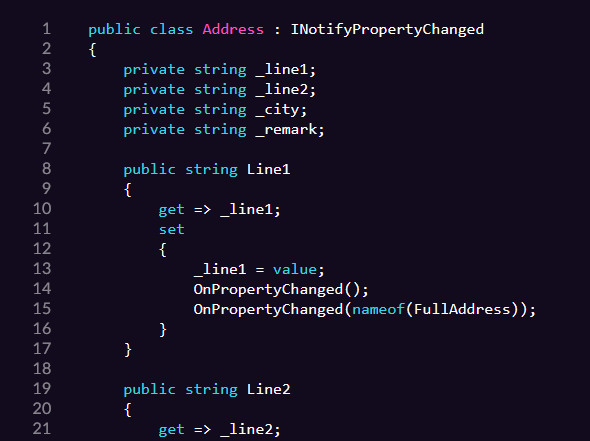 1 public class Address : INotifyPropertyChanged
2 {
3 private string _line1;
4 private string _line2;
5 private string _city;
6 private string _remark;
7
8 public string Line1
9 {
10 get => _line1;
11 set
12 {
13 _line1 = value;
14 OnPropertyChanged();
15 OnPropertyChanged(nameof(FullAddress));
16 }
17 }
18
19 public string Line2
20 {
21 get => _line2;